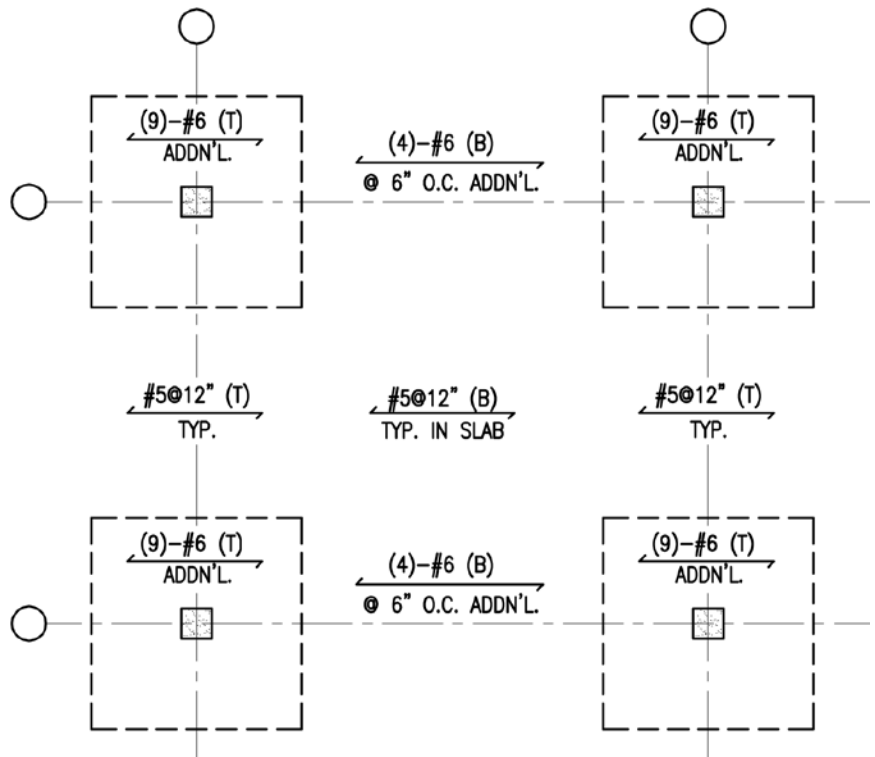 (9)-#6 (T)
ADDN'L.
(4)-#6 (B)
@ 6" O.C. ADDN'L.
(9)-#6 (T)
ADDN'L.
#5@12" (T)
TYP.
#5@12" (B)
TYP. IN SLAB
#5@12" (T)
TYP.
(9)-#6 (T)
ADDN'L.
(4)-#6 (B)
@ 6" O.C. ADDN'L.
(9)-#6 (T)
ADDN'L.